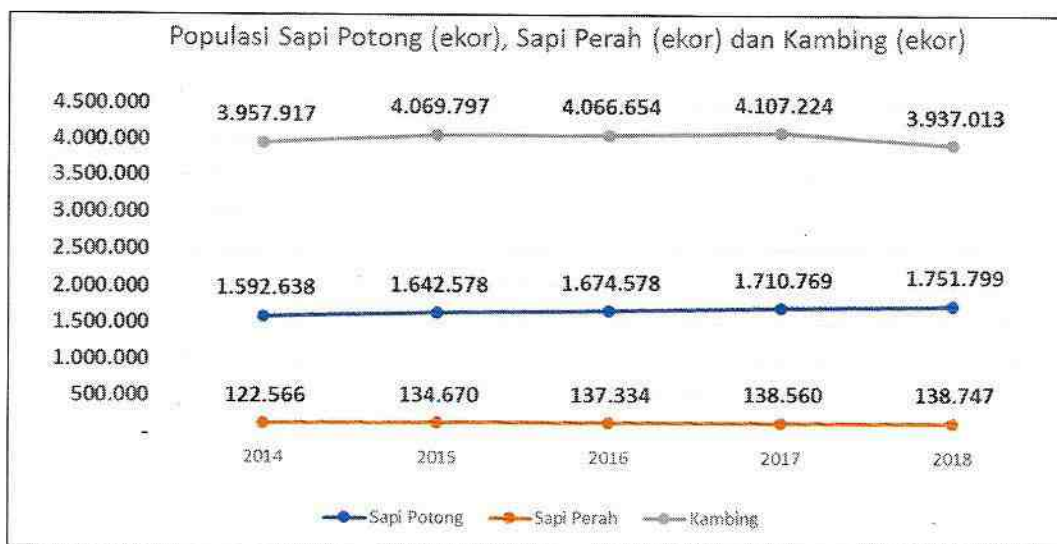 Populasi Sapi Potong (ekor), Sapi Perah (ekor) dan Kambing (ekor)
4.500.000
4.000.000
3.500.000
3.000.000
2.500.000
2.000.000
1.500.000
1.000.000
500.000
-
3.957.917 4.069.797 4.066.654 4.107.224 3.937.013
1.592.638 1.642.578 1.674.578 1.710.769 1.751.799
122.566 134.670 137.334 138.560 138.747
2014 2015 2016 2017 2018
Sapi Potong Sapi Perah Kambing